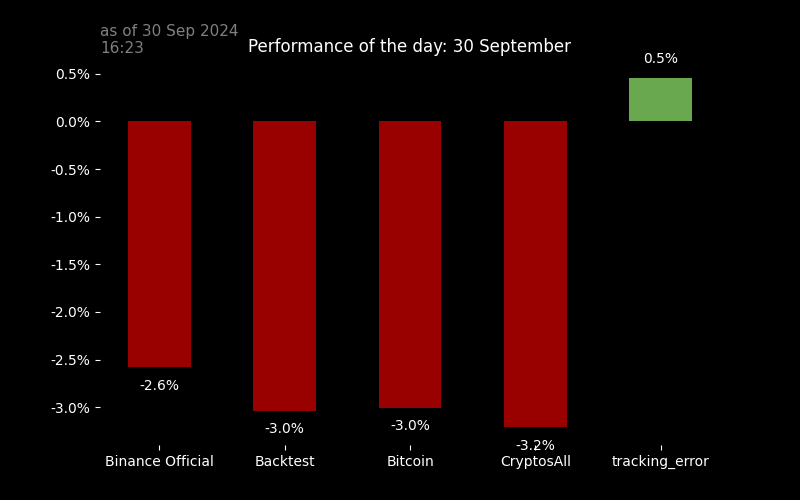 as of 30 Sep 2024
16:23
Performance of the day: 30 September
0.5%
0.5%
0.0%
-0.5%
-1.0%
-1.5%
-2.0%
-2.5%
-3.0%
-2.6%
-3.0%
-3.0%
-3.2%
Binance Official
Backtest
Bitcoin
CryptosAll
tracking_error